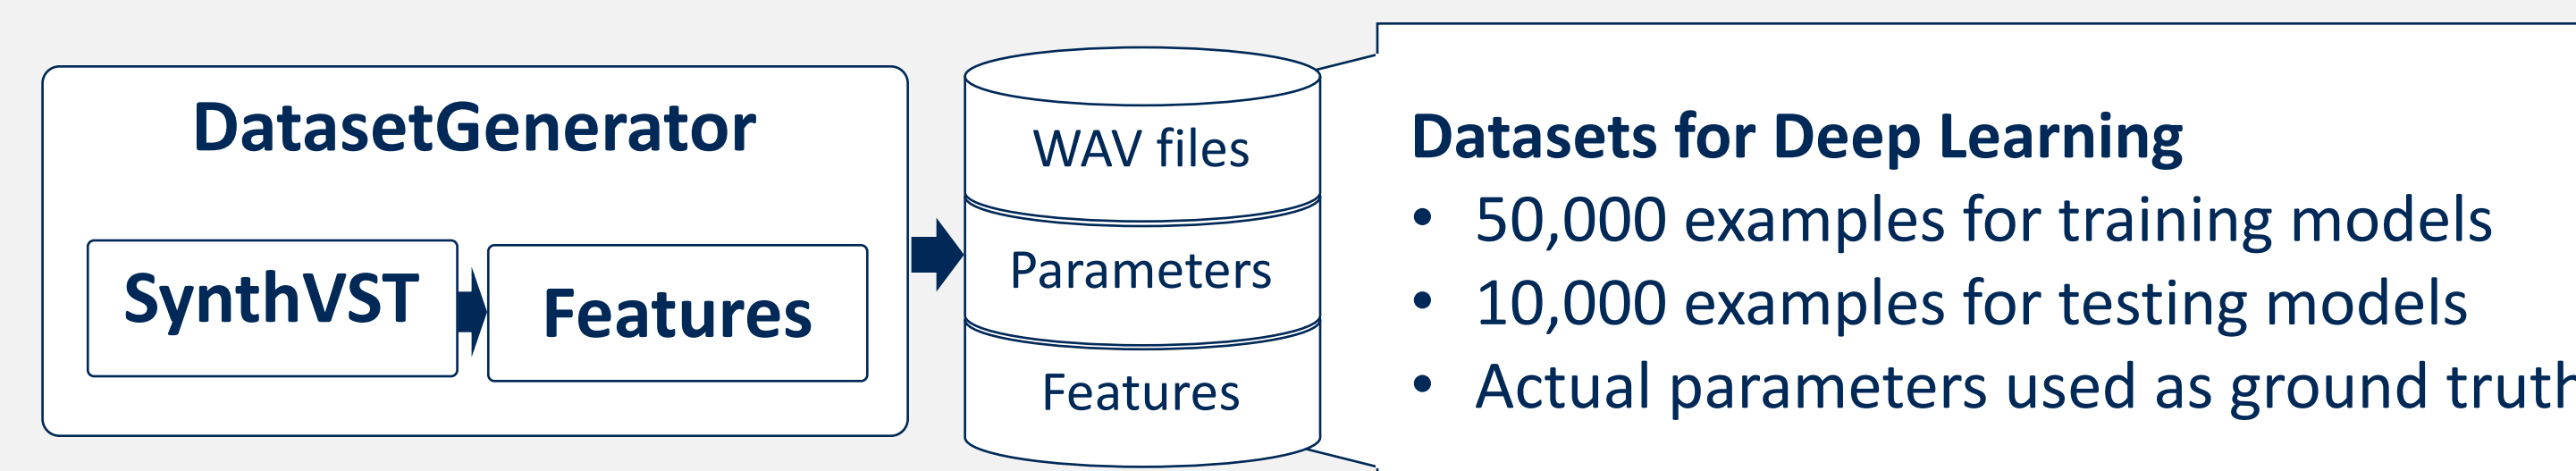 DatasetGenerator
SynthVST
Features
WAV files
Parameters
Features
Datasets for Deep Learning
• 50,000 examples for training models
• 10,000 examples for testing models
• Actual parameters used as ground truth